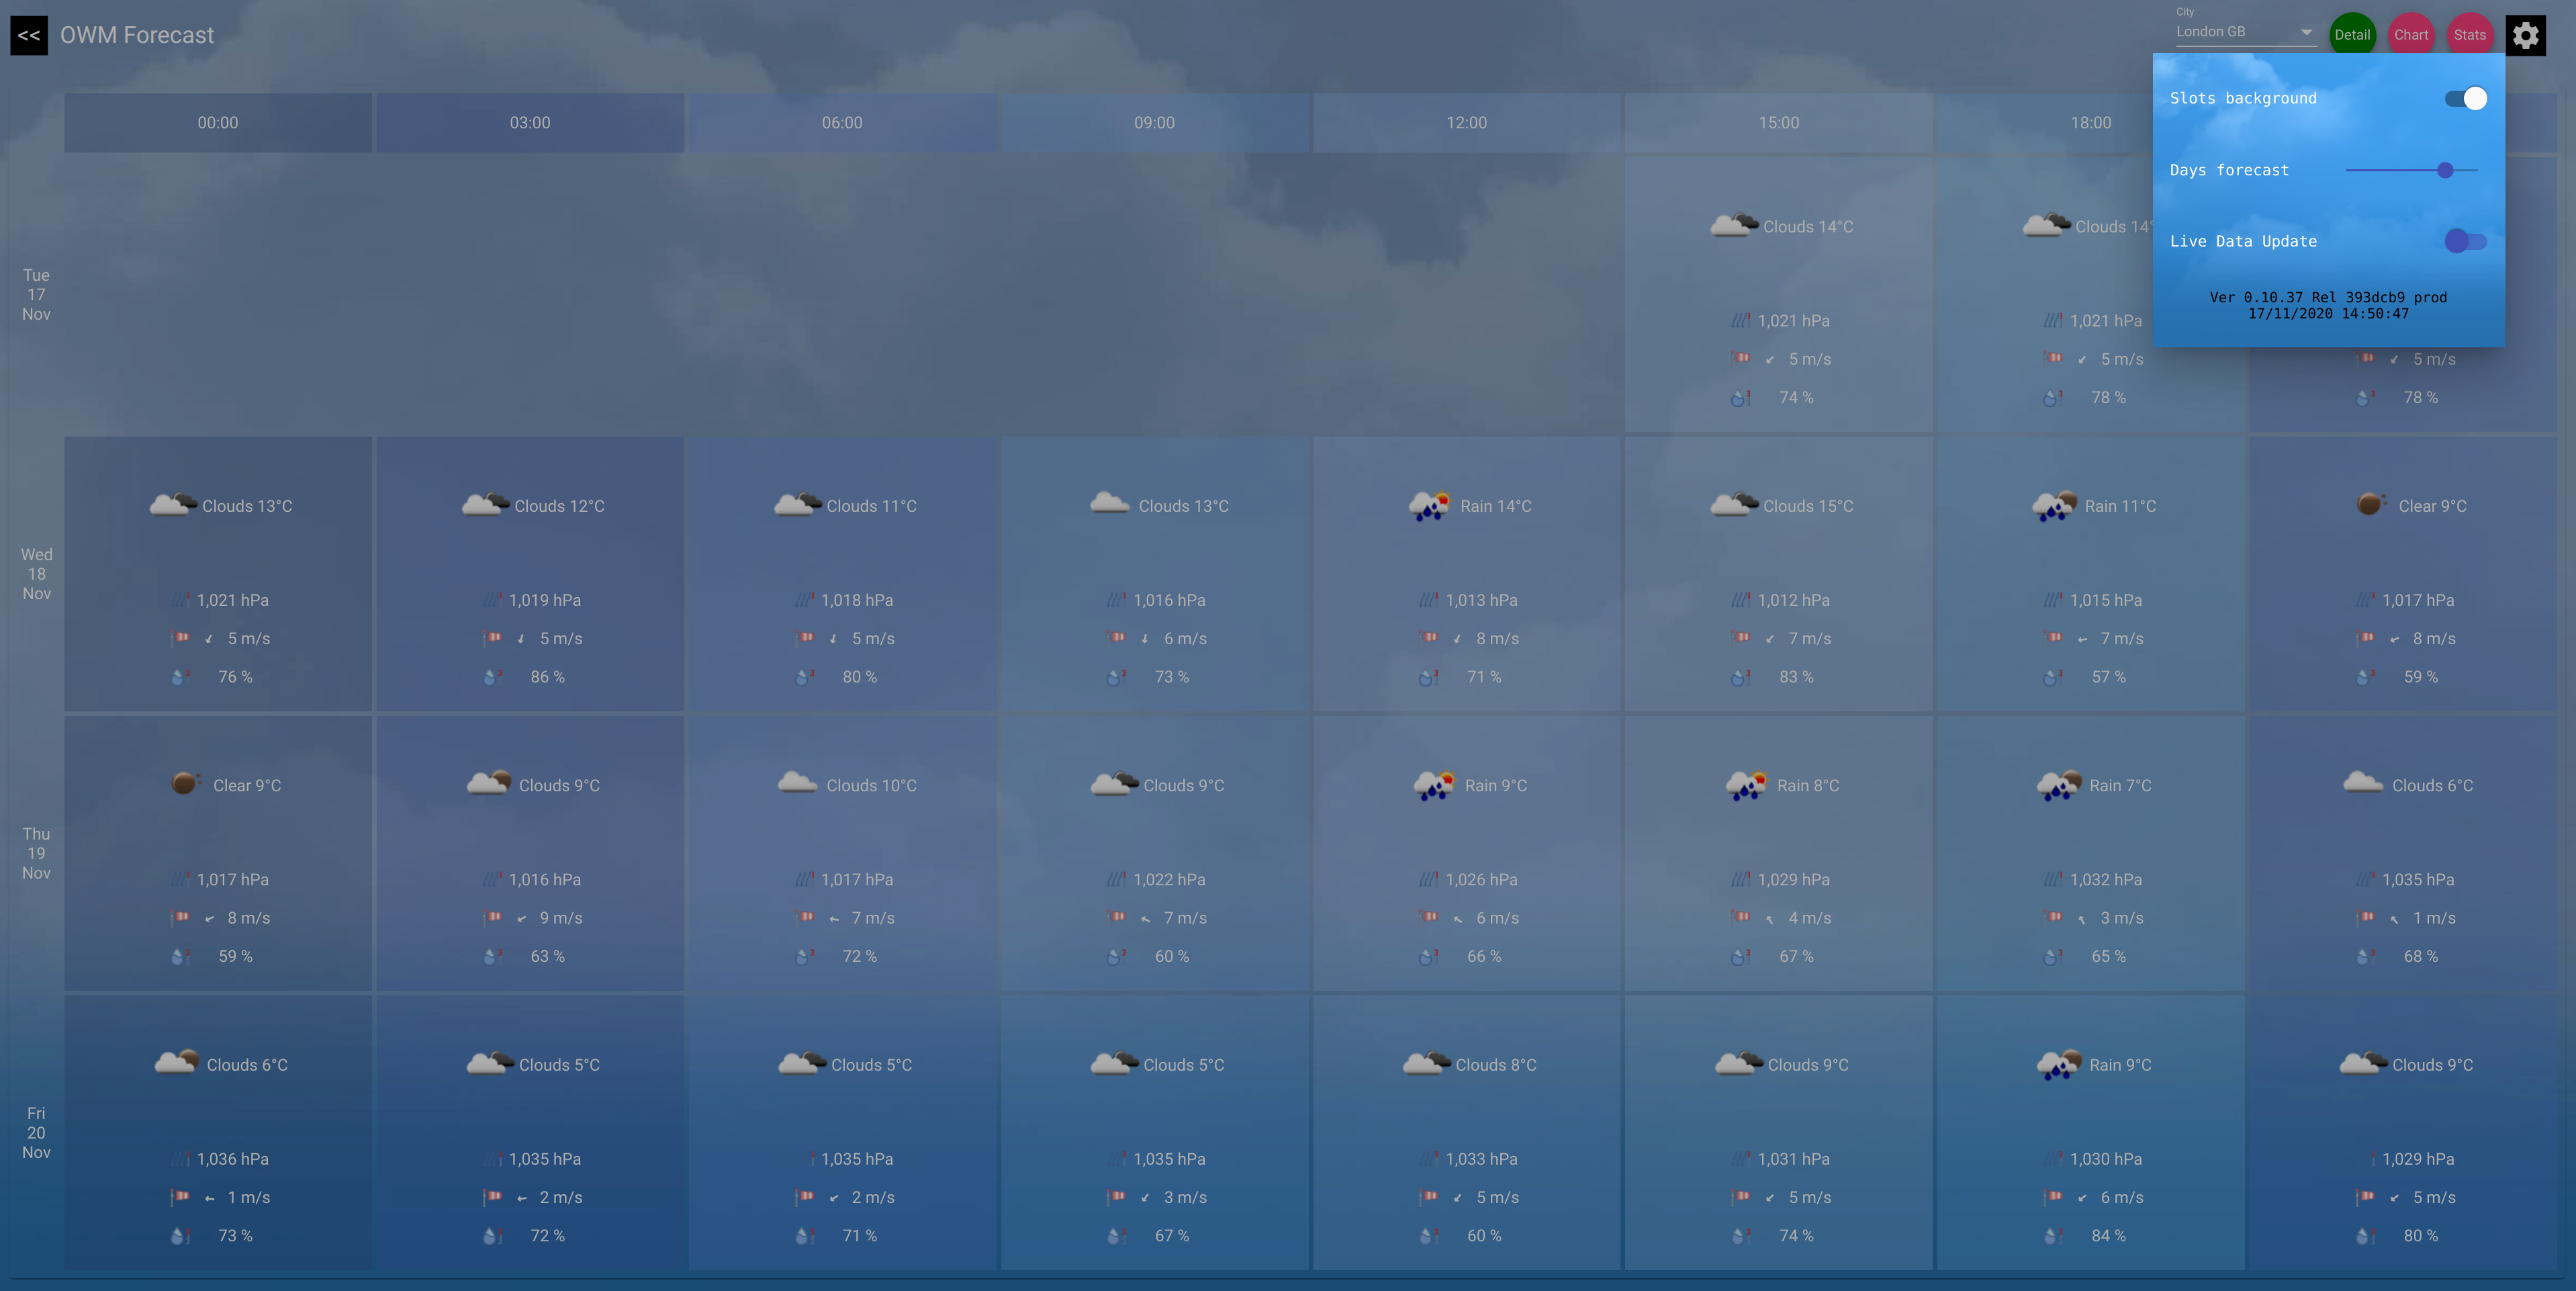 << OWM Forecast City
London GB Detail Chart Stats
Slots background
Days forecast
Live Data Update
Ver 0.10.37 Rel 393dcb9 prod
17/11/2020 14:50:47
00:00 03:00 06:00 09:00 12:00 15:00 18:00
Tue
17
Nov
Clouds 14°C Clouds 14°
1,021 hPa 1,021 hPa
5 m/s 5 m/s 5 m/s
74 % 78 % 78 %
Wed
18
Nov
Clouds 13°C Clouds 12°C Clouds 11°C Clouds 13°C Rain 14°C Clouds 15°C Rain 11°C Clear 9°C
1,021 hPa 1,019 hPa 1,018 hPa 1,016 hPa 1,013 hPa 1,012 hPa 1,015 hPa 1,017 hPa
5 m/s 5 m/s 5 m/s 6 m/s 8 m/s 7 m/s 7 m/s 8 m/s
76 % 86 % 80 % 73 % 71 % 83 % 57 % 59 %
Thu
19
Nov
Clear 9°C Clouds 9°C Clouds 10°C Clouds 9°C Rain 9°C Rain 8°C Rain 7°C Clouds 6°C
1,017 hPa 1,016 hPa 1,017 hPa 1,022 hPa 1,026 hPa 1,029 hPa 1,032 hPa 1,035 hPa
8 m/s 9 m/s 7 m/s 7 m/s 6 m/s 4 m/s 3 m/s 1 m/s
59 % 63 % 72 % 60 % 66 % 67 % 65 % 68 %
Fri
20
Nov
Clouds 6°C Clouds 5°C Clouds 5°C Clouds 5°C Clouds 8°C Clouds 9°C Rain 9°C Clouds 9°C
1,036 hPa 1,035 hPa 1,035 hPa 1,035 hPa 1,033 hPa 1,031 hPa 1,030 hPa 1,029 hPa
1 m/s 2 m/s 2 m/s 3 m/s 5 m/s 5 m/s 6 m/s 5 m/s
73 % 72 % 71 % 67 % 60 % 74 % 84 % 80 %